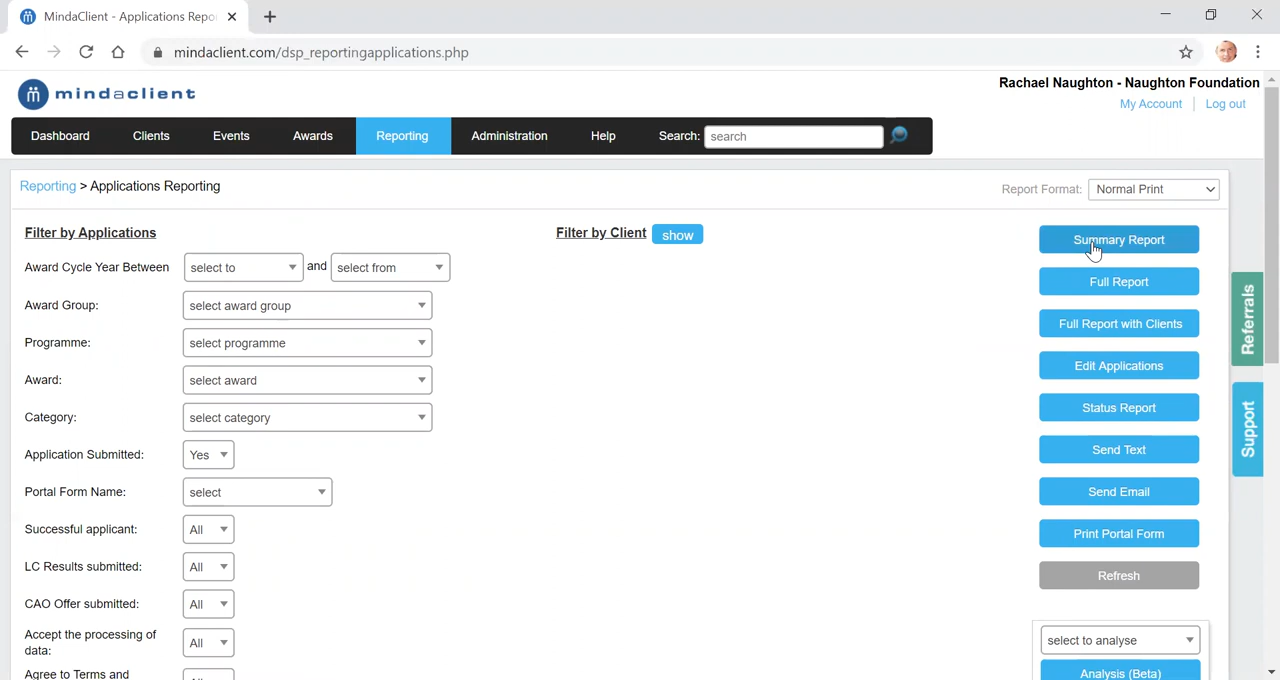 MindaClient - Applications Repo
mindaclient.com/dsp_reportingapplications.php
Rachael Naughton - Naughton Foundation
mindaclient
My Account Log out
Dashboard Clients Events Awards Reporting Administration Help Search: search
Reporting > Applications Reporting Report Format: Normal Print
Filter by Applications Filter by Client show Summary Report
Award Cycle Year Between select to and select from
Full Report
Award Group: select award group
Full Report with Clients
Programme: select programme
Edit Applications
Award: select award
Status Report
Category: select category
Send Text
Application Submitted: Yes
Send Email
Portal Form Name: select
Print Portal Form
Successful applicant: All
LC Results submitted: All
Refresh
CAO Offer submitted: All
Accept the processing of
data: All
select to analyse
Agree to Terms and
Analysis (Beta)
Referrals
Support